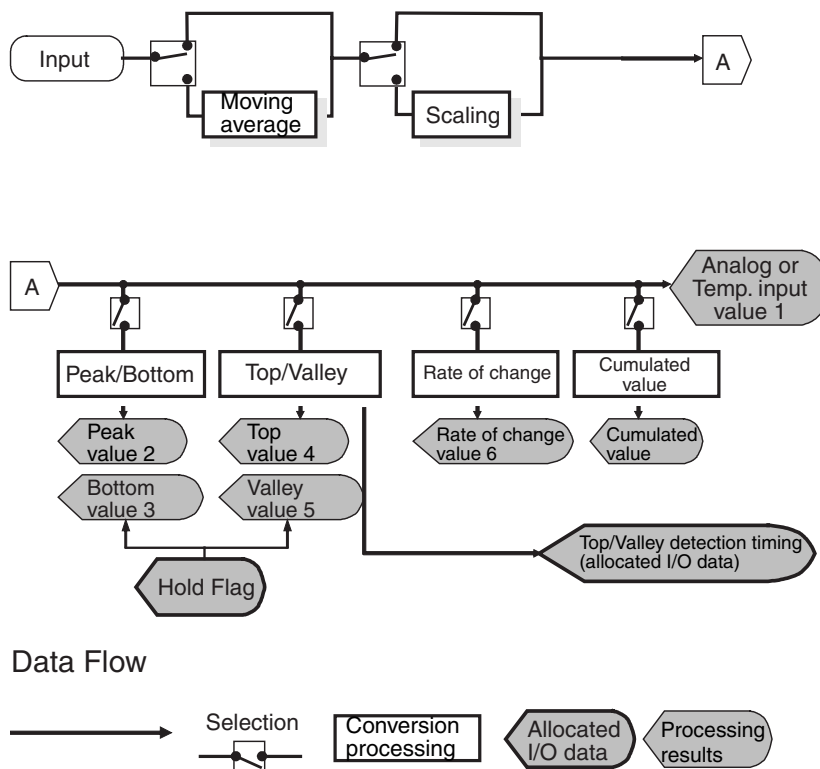 Input
Moving
average
Scaling
A
A
Analog or
Temp. input
value 1
Peak/Bottom
Top/Valley
Rate of change
Cumulated
value
Peak
value 2
Top
value 4
Rate of change
value 6
Cumulated
value
Bottom
value 3
Valley
value 5
Top/Valley detection timing
(allocated I/O data)
Hold Flag
Data Flow
Selection
Conversion
processing
Allocated
I/O data
Processing
results